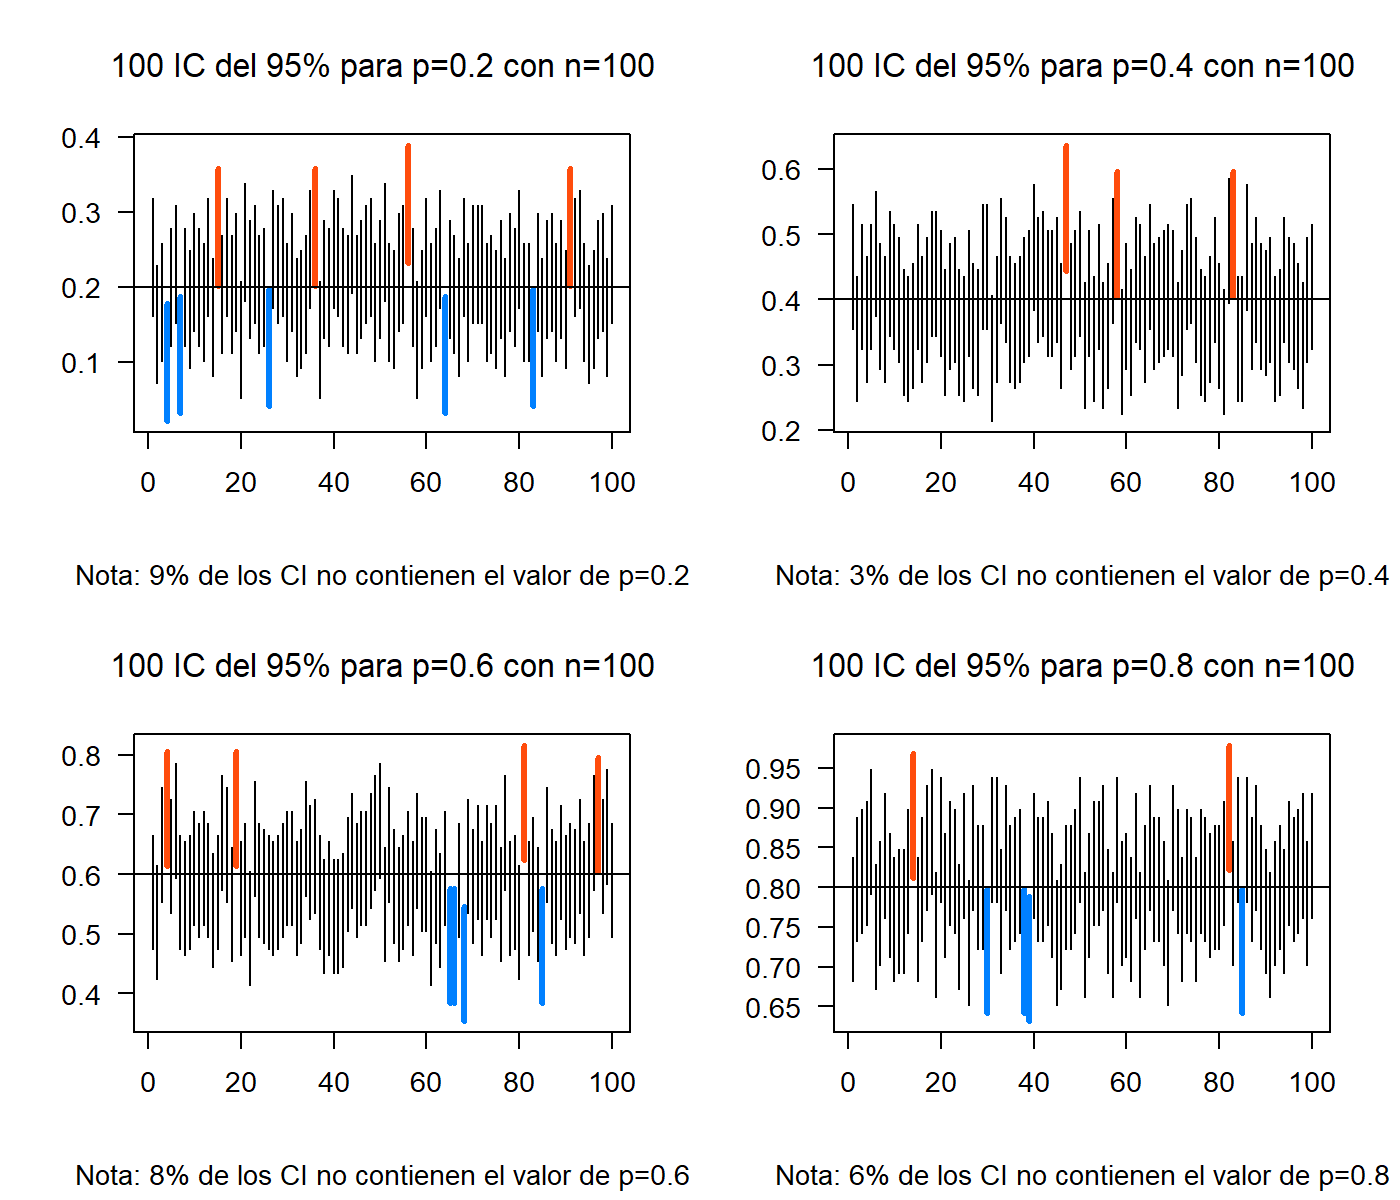 100 IC del 95% para p=0.2 con n=100
0.4
0.3
0.2
0.1
0 20 40 60 80 100
Nota: 9% de los CI no contienen el valor de p=0.2
100 IC del 95% para p=0.4 con n=100
0.6
0.5
0.4
0.3
0.2
0 20 40 60 80 100
Nota: 3% de los CI no contienen el valor de p=0.4
100 IC del 95% para p=0.6 con n=100
0.8
0.7
0.6
0.5
0.4
0 20 40 60 80 100
Nota: 8% de los CI no contienen el valor de p=0.6
100 IC del 95% para p=0.8 con n=100
0.95
0.90
0.85
0.80
0.75
0.70
0.65
0 20 40 60 80 100
Nota: 6% de los CI no contienen el valor de p=0.8